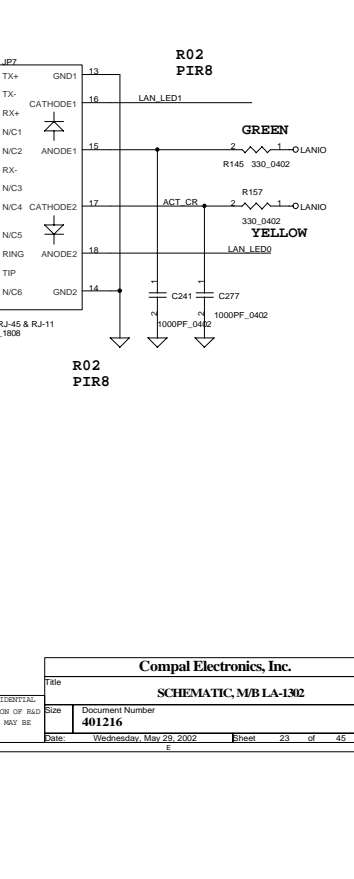 R02
PIR8
JP7
TX+ GND1 13
TX-
CATHODE1 16 LAN_LED1
RX+
N/C1 GREEN
N/C2 ANODE1 15 2 1 LANIO
RX- R145 330_0402
N/C3 R157
N/C4 CATHODE2 17 ACT_CR 2 1 LANIO
330_0402
N/C5 YELLOW
RING ANODE2 18 LAN_LED0
TIP
N/C6 GND2 14 1 1
C241 C277
2 2 1000PF_0402
1000PF_0402
RJ-45 & RJ-11
_1808
R02
PIR8
Compal Electronics, Inc.
Title
SCHEMATIC, M/B LA-1302
ON OF R&D
MAY BE
Size Document Number
401216
Date: Wednesday, May 29, 2002 Sheet 23 of 45
E